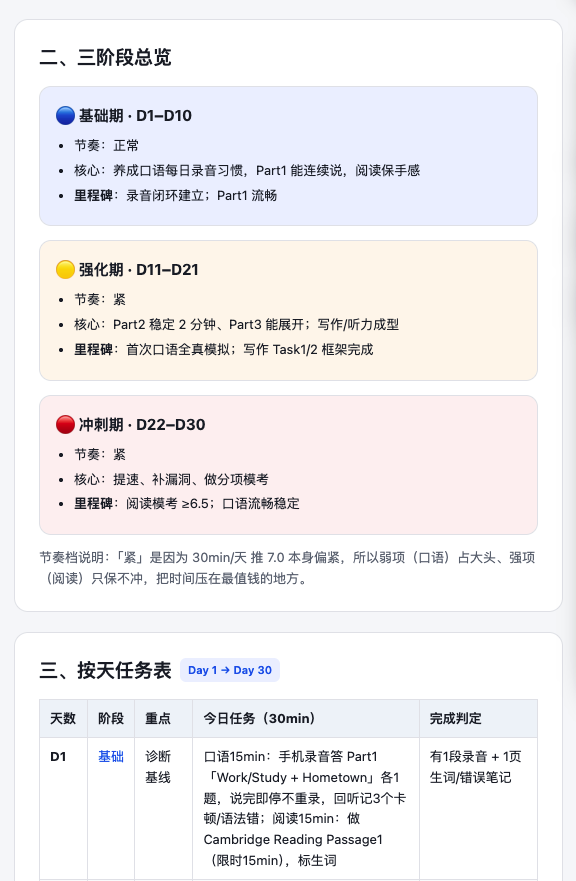 二、三阶段总览
🔵 基础期 · D1–D10
• 节奏：正常
• 核心：养成口语每日录音习惯，Part1 能连续说，阅读保手感
• 里程碑：录音闭环建立；Part1 流畅
🟡 强化期 · D11–D21
• 节奏：紧
• 核心：Part2 稳定 2 分钟、Part3 能展开；写作/听力成型
• 里程碑：首次口语全真模拟；写作 Task1/2 框架完成
🔴 冲刺期 · D22–D30
• 节奏：紧
• 核心：提速、补漏洞、做分项模考
• 里程碑：阅读模考 ≥6.5；口语流畅稳定
节奏档说明：「紧」是因为 30min/天 推 7.0 本身偏紧，所以弱项（口语）占大头、强项
（阅读）只保不冲，把时间压在最值钱的地方。
三、按天任务表 Day 1 → Day 30
天数 阶段 重点 今日任务（30min） 完成判定
D1 基础 诊断 口语15min：手机录音答 Part1 有1段录音 + 1页
基线 「Work/Study + Hometown」各1 生词/错误笔记
题，说完即停不重录，回听记3个卡
顿/语法错；阅读15min：做
Cambridge Reading Passage1
（限时15min），标生词